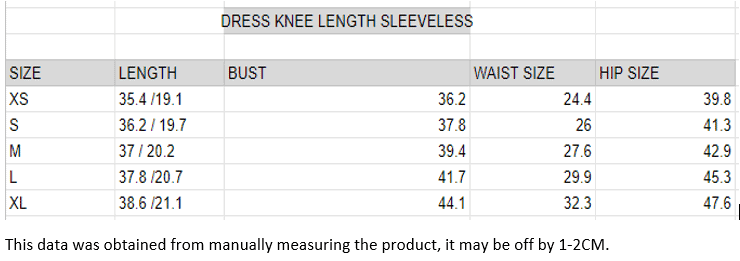 DRESS KNEE LENGTH SLEEVELESS
SIZE LENGTH BUST WAIST SIZE HIP SIZE
XS 35.4 /19.1 36.2 24.4 39.8
S 36.2 / 19.7 37.8 26 41.3
M 37 / 20.2 39.4 27.6 42.9
L 37.8 /20.7 41.7 29.9 45.3
XL 38.6 /21.1 44.1 32.3 47.6
This data was obtained from manually measuring the product, it may be off by 1-2CM.